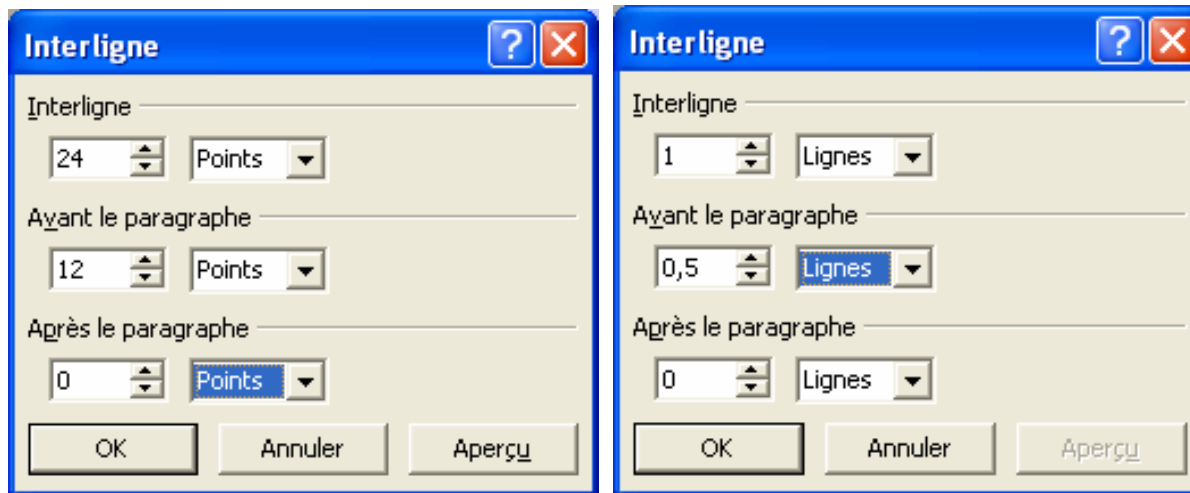 Interligne
Interligne
24 Points
Avant le paragraphe
12 Points
Après le paragraphe
0 Points
OK Annuler Aperçu
Interligne
Interligne
1 Lignes
Avant le paragraphe
0,5 Lignes
Après le paragraphe
0 Lignes
OK Annuler Aperçu